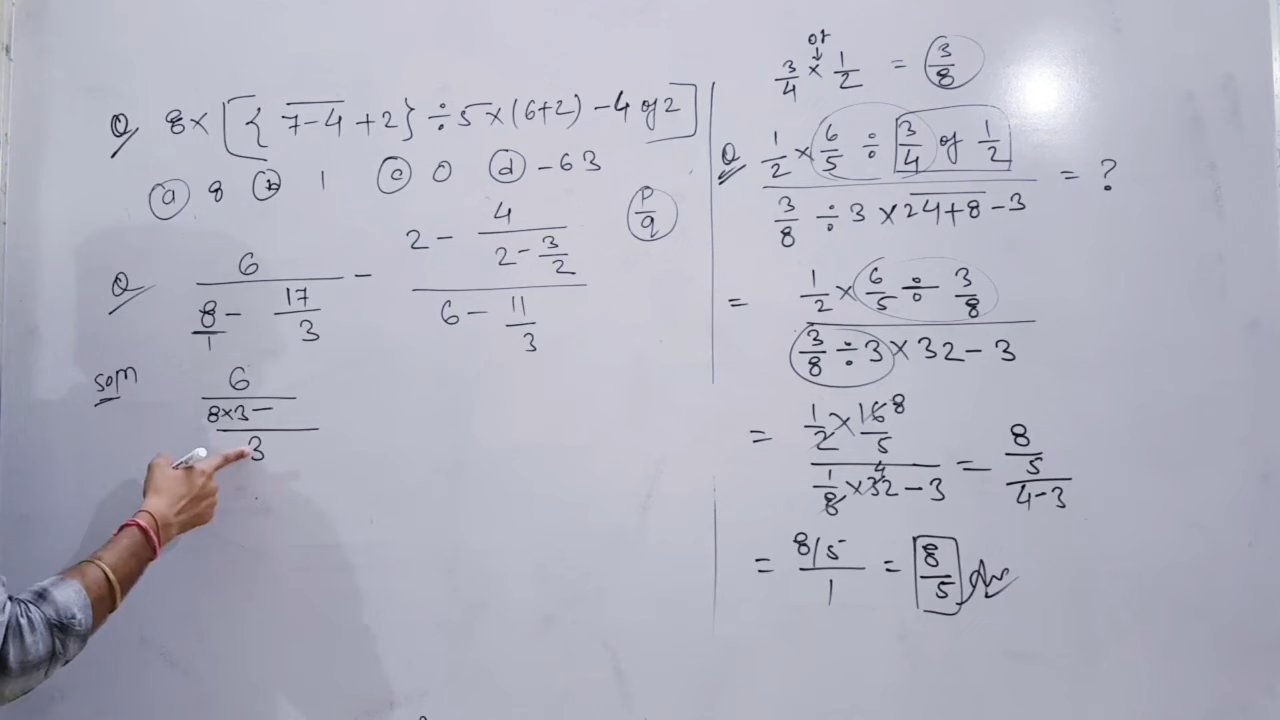 Q 8 × [{ 7-4 + 2} ÷ 5 × (6+2) - 4 of 2]
(a) 8 (b) 1 (c) 0 (d) -63
Q 6/(8/1 - 17/3) - (2 - 4/(2 - 3/2))/(6 - 11/3) p/q
Soln 6/((8×3 -)/3)
of
↓
3/4 × 1/2 = 3/8
Q (1/2 × 6/5 ÷ 3/4 of 1/2)/(3/8 ÷ 3 × 24+8 - 3) = ?
= (1/2 × 6/5 ÷ 3/8)/(3/8 ÷ 3 × 32 - 3)
= (1/2 × 16/5 8)/(1/8 × 32 4 - 3) = (8/5)/(4-3)
= (8/5)/1 = 8/5 Ans